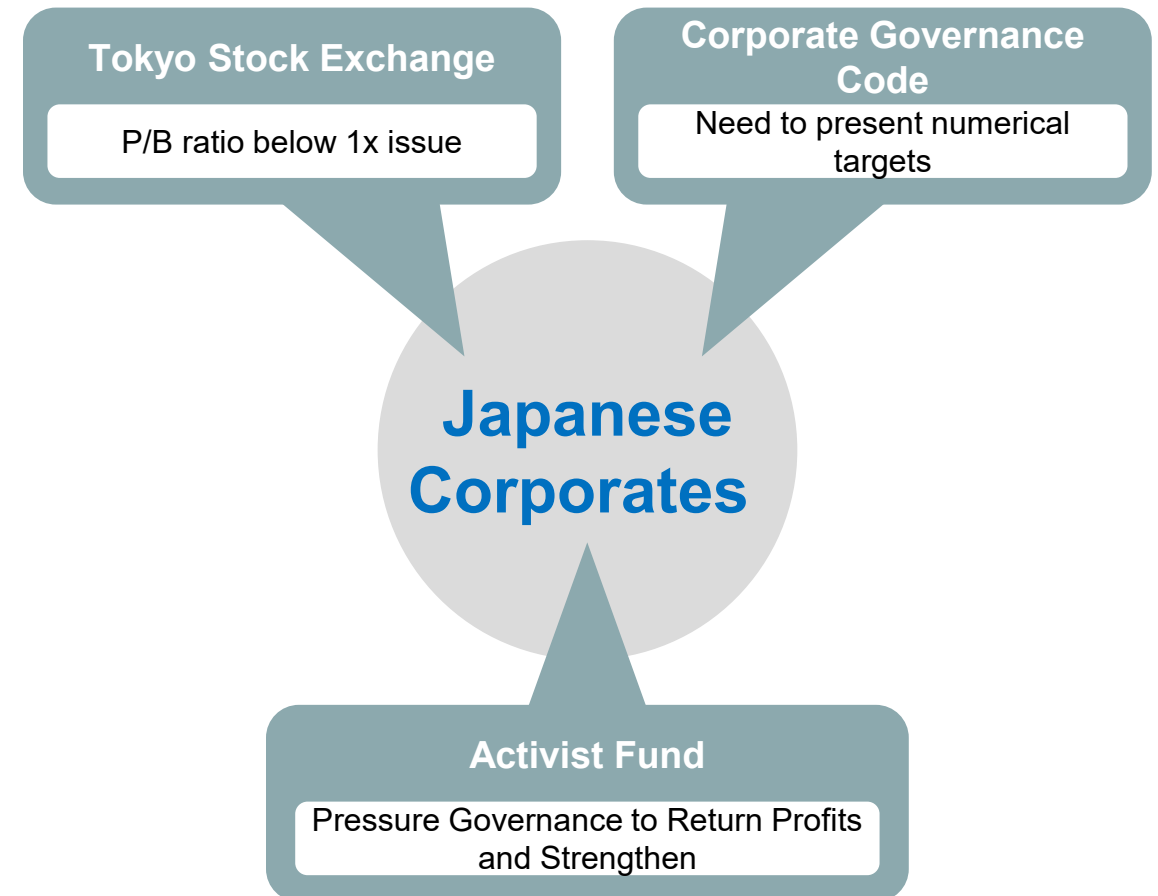 Tokyo Stock Exchange
P/B ratio below 1x issue
Corporate Governance
Code
Need to present numerical
targets
Japanese
Corporates
Activist Fund
Pressure Governance to Return Profits
and Strengthen